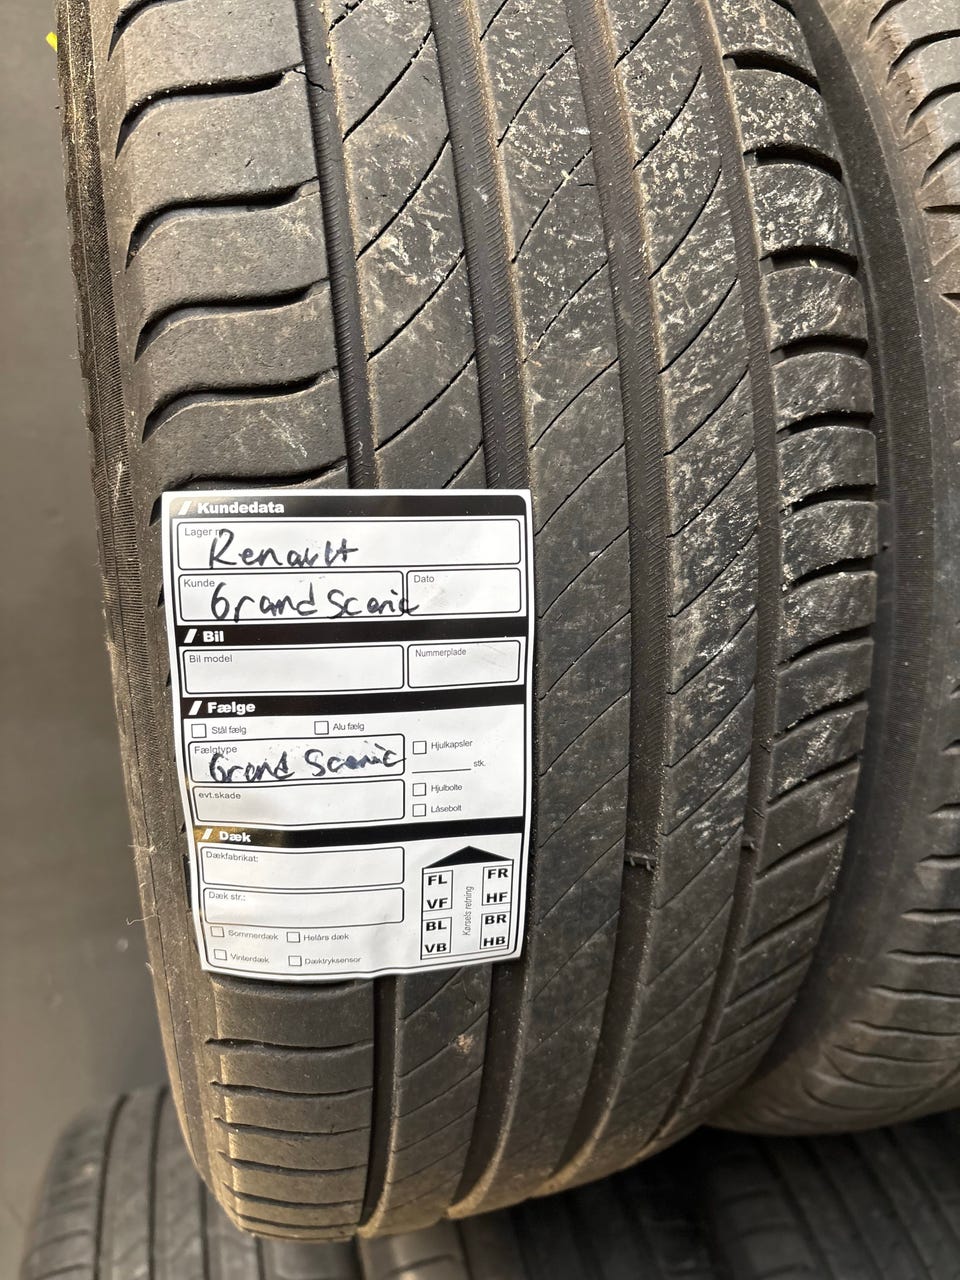 Kundedata
Lager n
Renault
Kunde
Dato
Grand Scenic
Bil
Bil model
Nummerplade
Fælge
Stål fælg
Alu fælg
Fælgtype
Grand Scenic
Hjulkapsler
stk.
evt.skade
Hjulbolte
Låsebolt
Dæk
Dækfabrikat:
Dæk str.:
Sommerdæk
Helårs dæk
Vinterdæk
Dæktryksensor
FL
FR
VF
HF
Kørsels retning
BL
BR
VB
HB